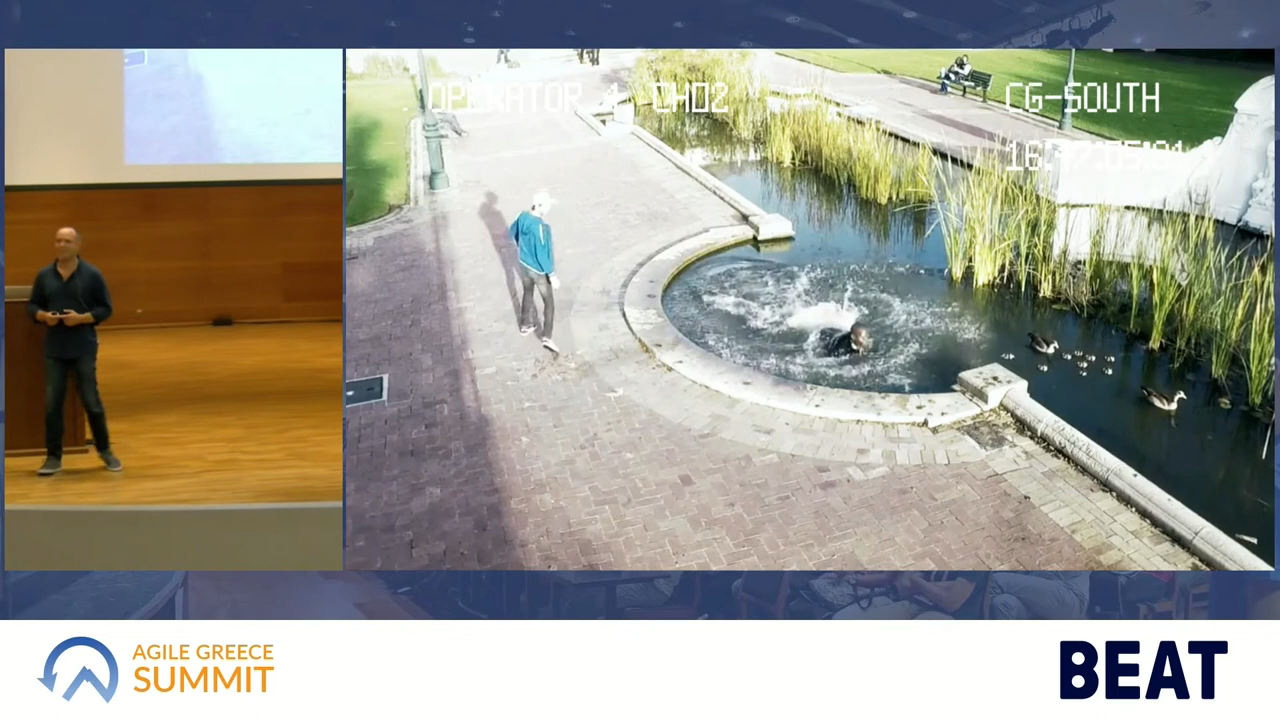 OPERATOR 4 CH02
CG-SOUTH
AGILE GREECE
SUMMIT
BEAT